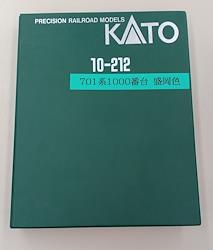 PRECISION RAILROAD MODELS
KATO
10-212
701系1000番台 盛岡色